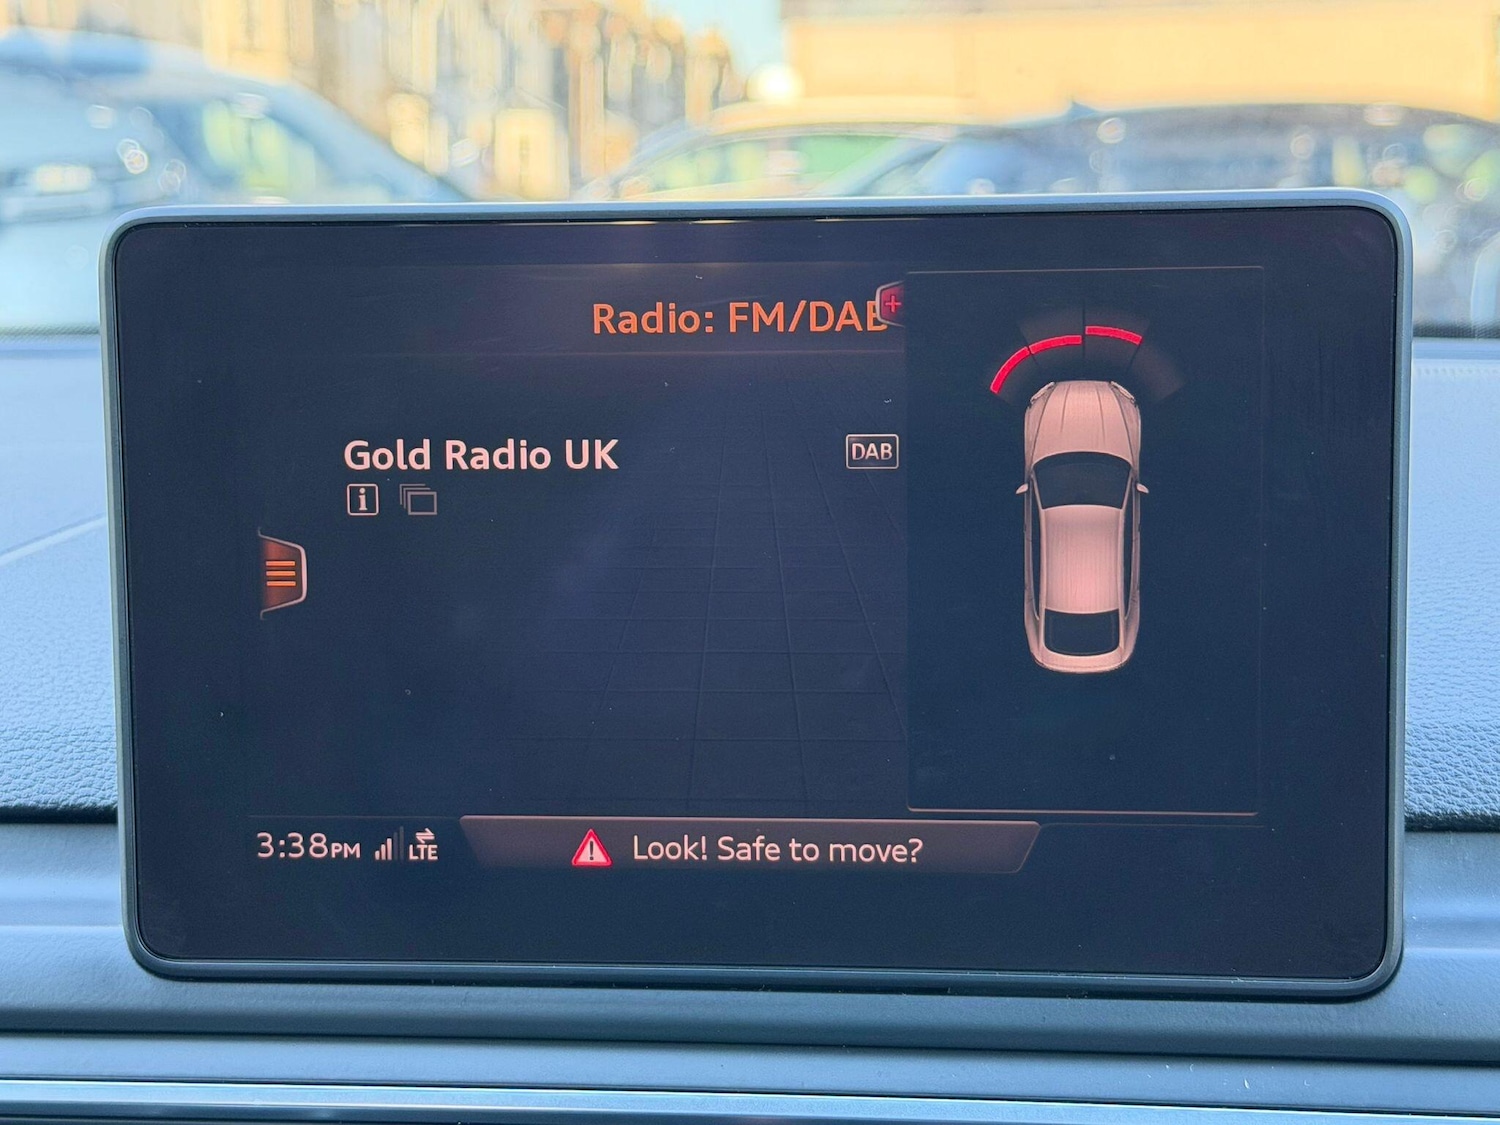 Radio: FM/DAB
Gold Radio UK
DAB
i
3:38PM
LTE
Look! Safe to move?